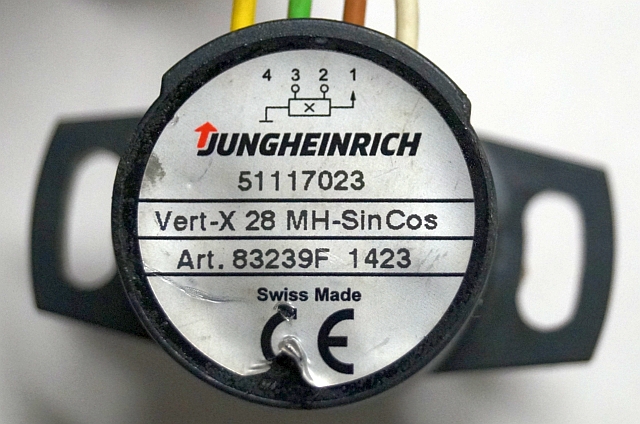 4 3 2 1
X
JUNGHEINRICH
51117023
Vert-X 28 MH-SinCos
Art. 83239F 1423
Swiss Made
CE